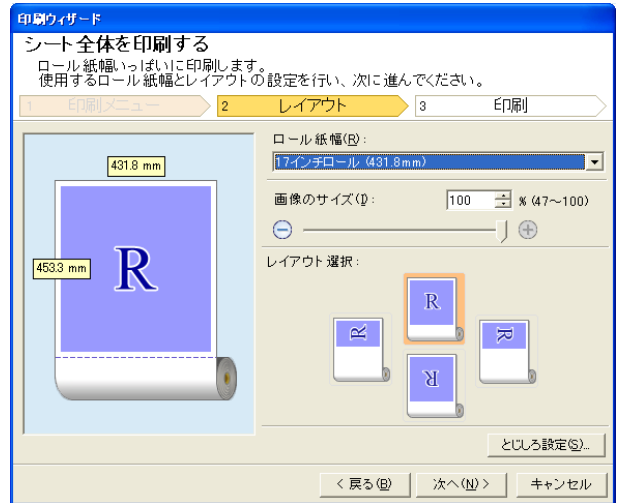 印刷ウィザード
シート全体を印刷する
ロール紙幅いっぱいに印刷します。
使用するロール紙幅とレイアウトの設定を行い、次に進んでください。
1 印刷メニュー 2 レイアウト 3 印刷
ロール紙幅(R):
17インチロール (431.8mm)
431.8 mm
画像のサイズ(I): 100 % (47～100)
453.3 mm
R
レイアウト選択:
R
R
R
R
とじしろ設定(S)...
< 戻る(B) 次へ(N) > キャンセル